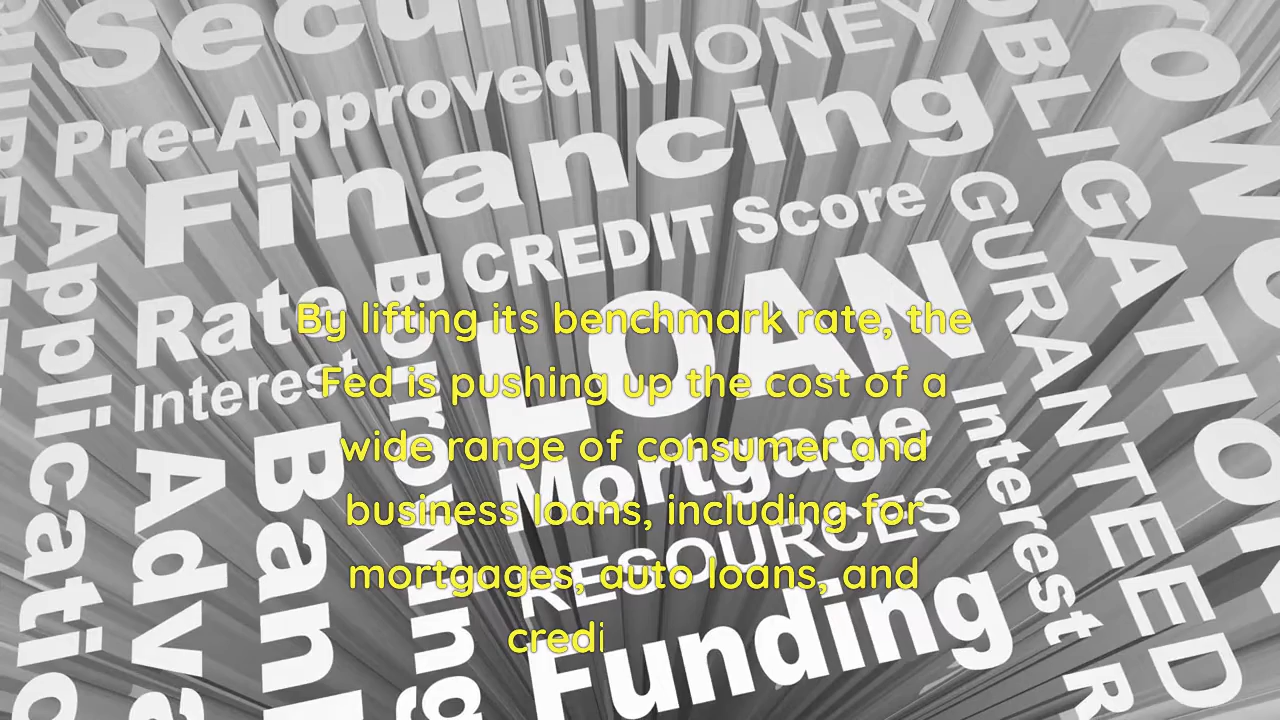 Pre-Approved MONEY
Financing
CREDIT Score
Rate
Interest
LOAN
Mortgage
RESOURCES
Funding
Borrowing
OBLIGATION
GURANTEED
Interest R
By lifting its benchmark rate, the
Fed is pushing up the cost of a
wide range of consumer and
business loans, including for
mortgages, auto loans, and
credi